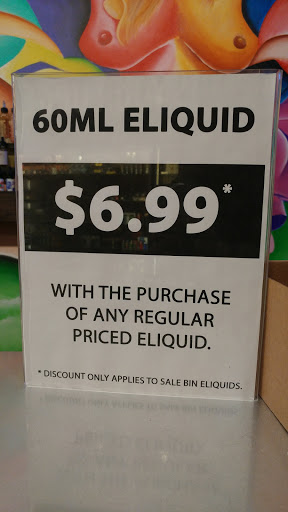 60ML ELIQUID
$6.99*
WITH THE PURCHASE
OF ANY REGULAR
PRICED ELIQUID.
* DISCOUNT ONLY APPLIES TO SALE BIN ELIQUIDS.